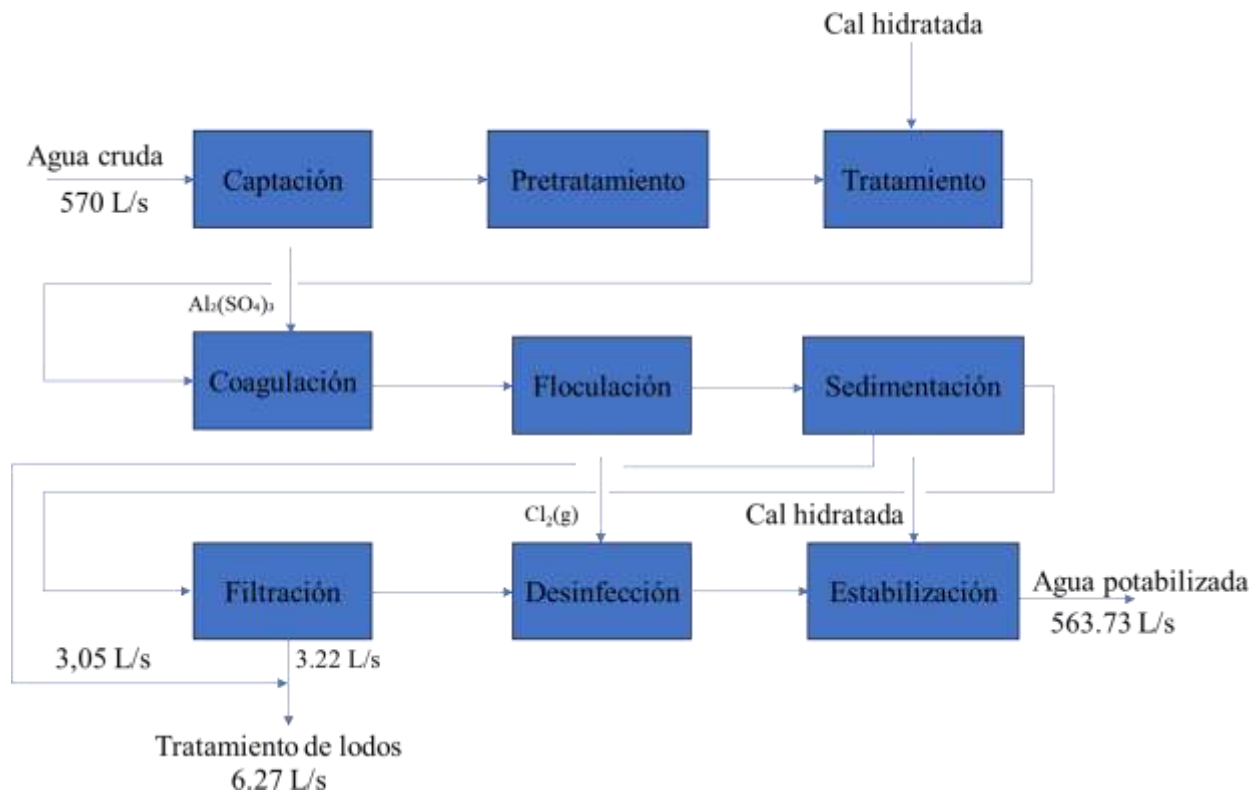 Cal hidratada
Agua cruda
570 L/s
Captación
Pretratamiento
Tratamiento
Al₂(SO₄)₃
Coagulación
Floculación
Sedimentación
Cl₂(g)
Cal hidratada
Filtración
Desinfección
Estabilización
Agua potabilizada
563.73 L/s
3,05 L/s
3.22 L/s
Tratamiento de lodos
6.27 L/s